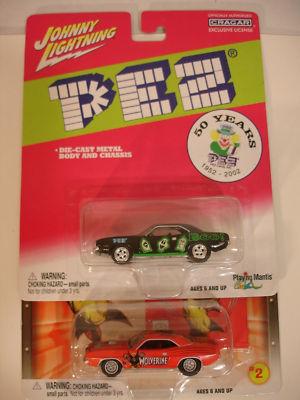 JOHNNY
LIGHTNING
OFFICIALLY AUTHORIZED
CRAGAR
EXCLUSIVE LICENSE
PEZ®
• DIE-CAST METAL
BODY AND CHASSIS
50 YEARS
PEZ
1952 - 2002
PEZ
WARNING:
CHOKING HAZARD—small parts.
Not for children under 3 yrs.
AGES 6 AND UP
Playing Mantis
WARNING:
CHOKING HAZARD—small parts.
Not for children under 3 yrs.
WOLVERINE
#2
AGES 6 AND UP